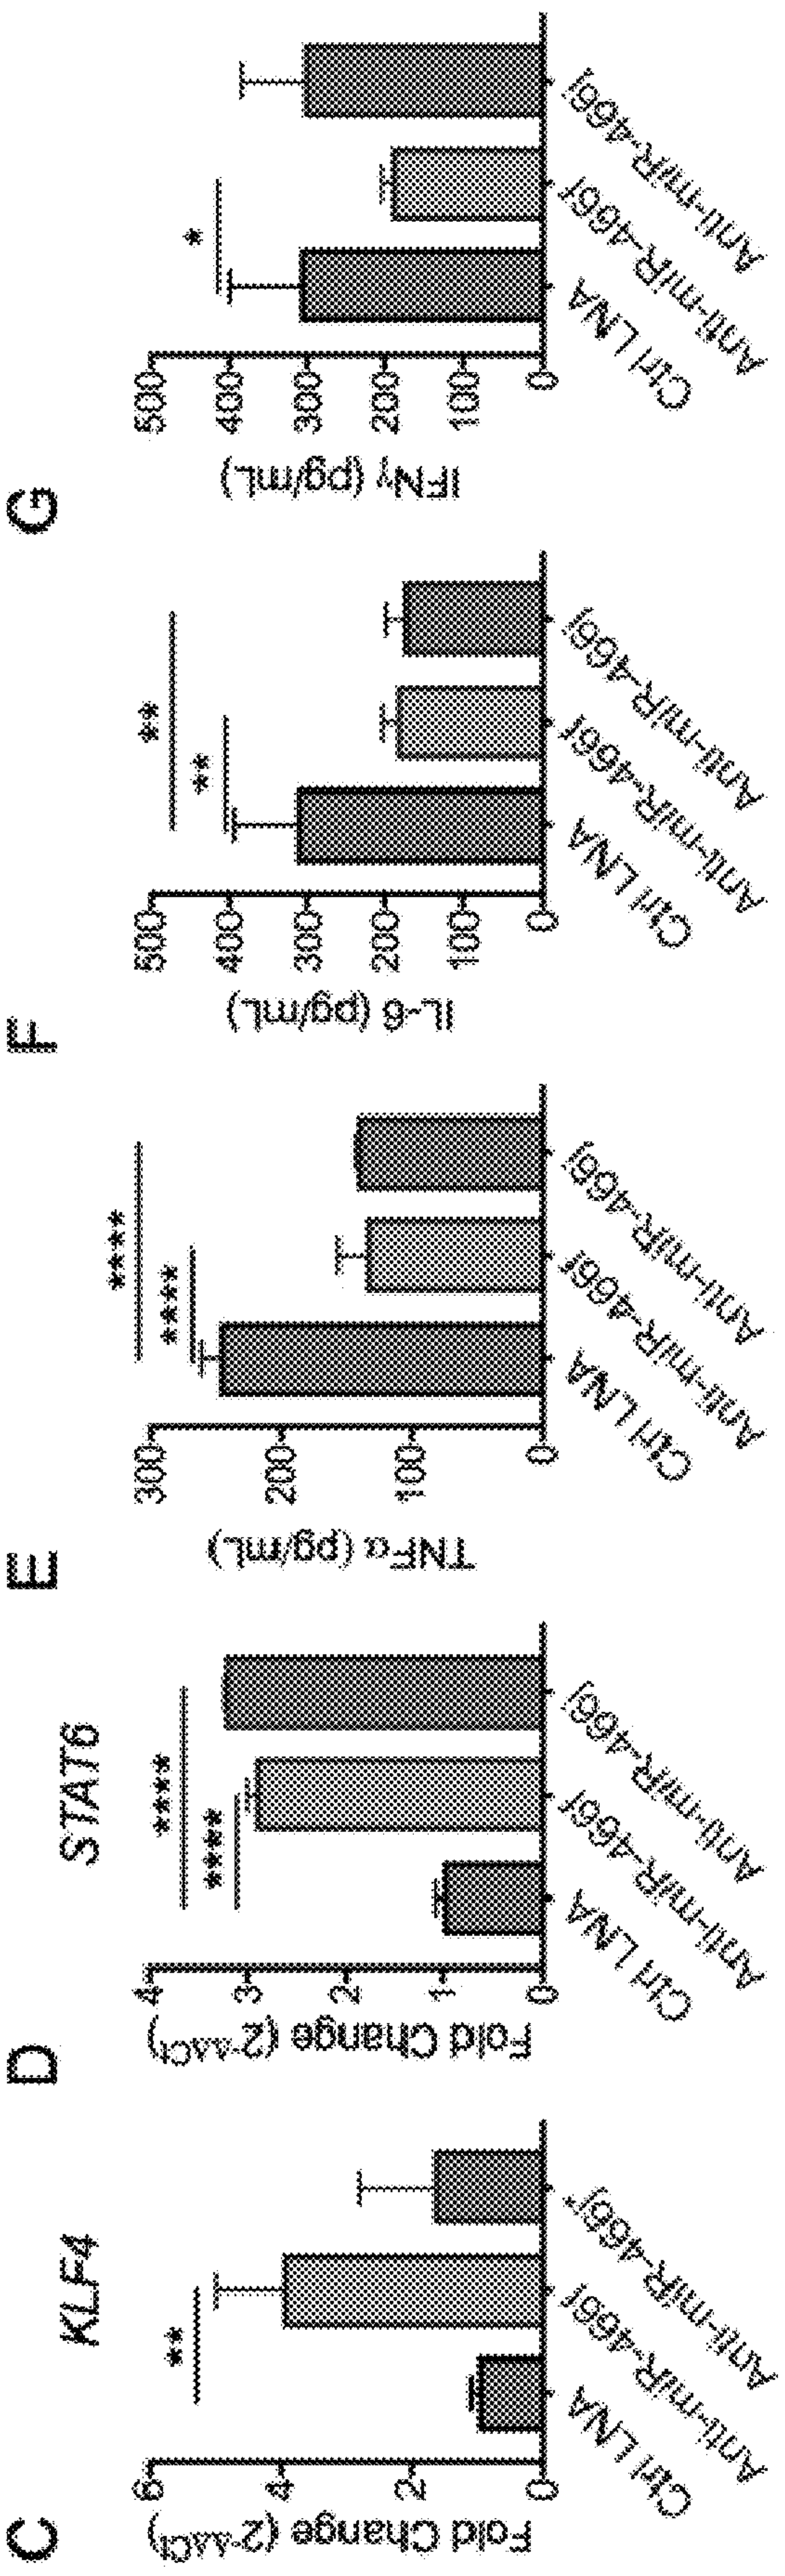 C
KLF4
Fold Change (2^-ΔΔCt)
6
4
2
0
**
Ctrl LNA
Anti-miR-466f
Anti-miR-466j*
D
STAT6
Fold Change (2^-ΔΔCt)
4
3
2
1
0
****
****
Ctrl LNA
Anti-miR-466f
Anti-miR-466j
E
TNFα (pg/mL)
300
200
100
0
****
****
Ctrl LNA
Anti-miR-466f
Anti-miR-466j
F
IL-6 (pg/mL)
500
400
300
200
100
0
**
**
Ctrl LNA
Anti-miR-466f
Anti-miR-466j
G
IFNγ (pg/mL)
500
400
300
200
100
0
*
Ctrl LNA
Anti-miR-466f
Anti-miR-466j